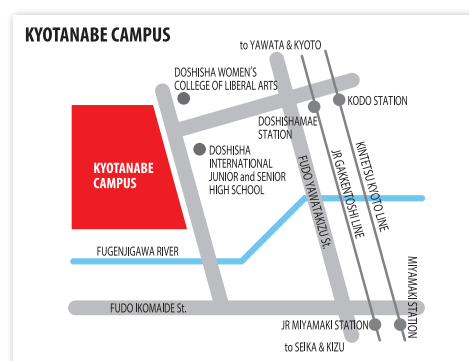 KYOTANABE CAMPUS
to YAWATA & KYOTO
DOSHISHA WOMEN'S
COLLEGE OF LIBERAL ARTS
KODO STATION
DOSHISHAMAE
STATION
DOSHISHA
INTERNATIONAL
JUNIOR and SENIOR
HIGH SCHOOL
KYOTANABE
CAMPUS
FUDO YAWATAKIZU St.
JR GAKKENTOSHI LINE
KINTETSU KYOTO LINE
FUGENJIGAWA RIVER
MIYAMAKI STATION
FUDO IKOMAIDE St.
JR MIYAMAKI STATION
to SEIKA & KIZU